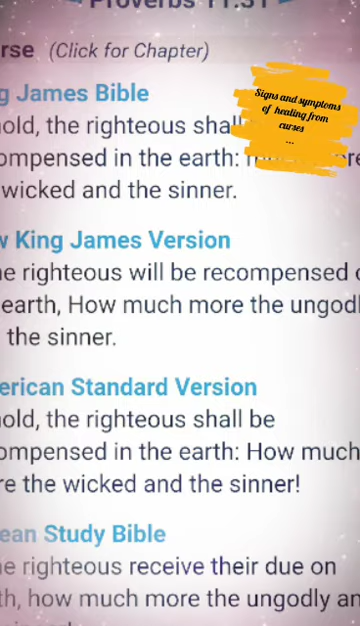 Proverbs 11:31
rse (Click for Chapter)
g James Bible
Signs and symptoms
of healing from
curses
...
old, the righteous shall
ompensed in the earth: re
wicked and the sinner.
w King James Version
e righteous will be recompensed
earth, How much more the ungodl
the sinner.
erican Standard Version
old, the righteous shall be
ompensed in the earth: How much
re the wicked and the sinner!
ean Study Bible
e righteous receive their due on
th, how much more the ungodly an